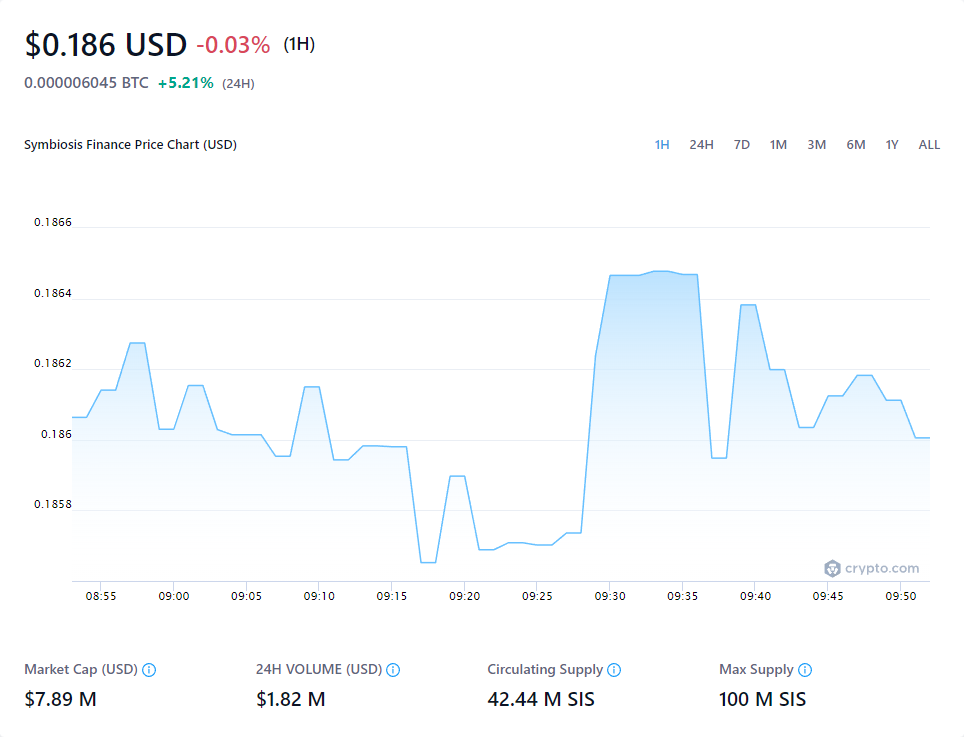 $0.186 USD -0.03% (1H)
0.000006045 BTC +5.21% (24H)
Symbiosis Finance Price Chart (USD) 1H 24H 7D 1M 3M 6M 1Y ALL
0.1866
0.1864
0.1862
0.186
0.1858
crypto.com
08:55 09:00 09:05 09:10 09:15 09:20 09:25 09:30 09:35 09:40 09:45 09:50
Market Cap (USD) 24H VOLUME (USD) Circulating Supply Max Supply
$7.89 M $1.82 M 42.44 M SIS 100 M SIS